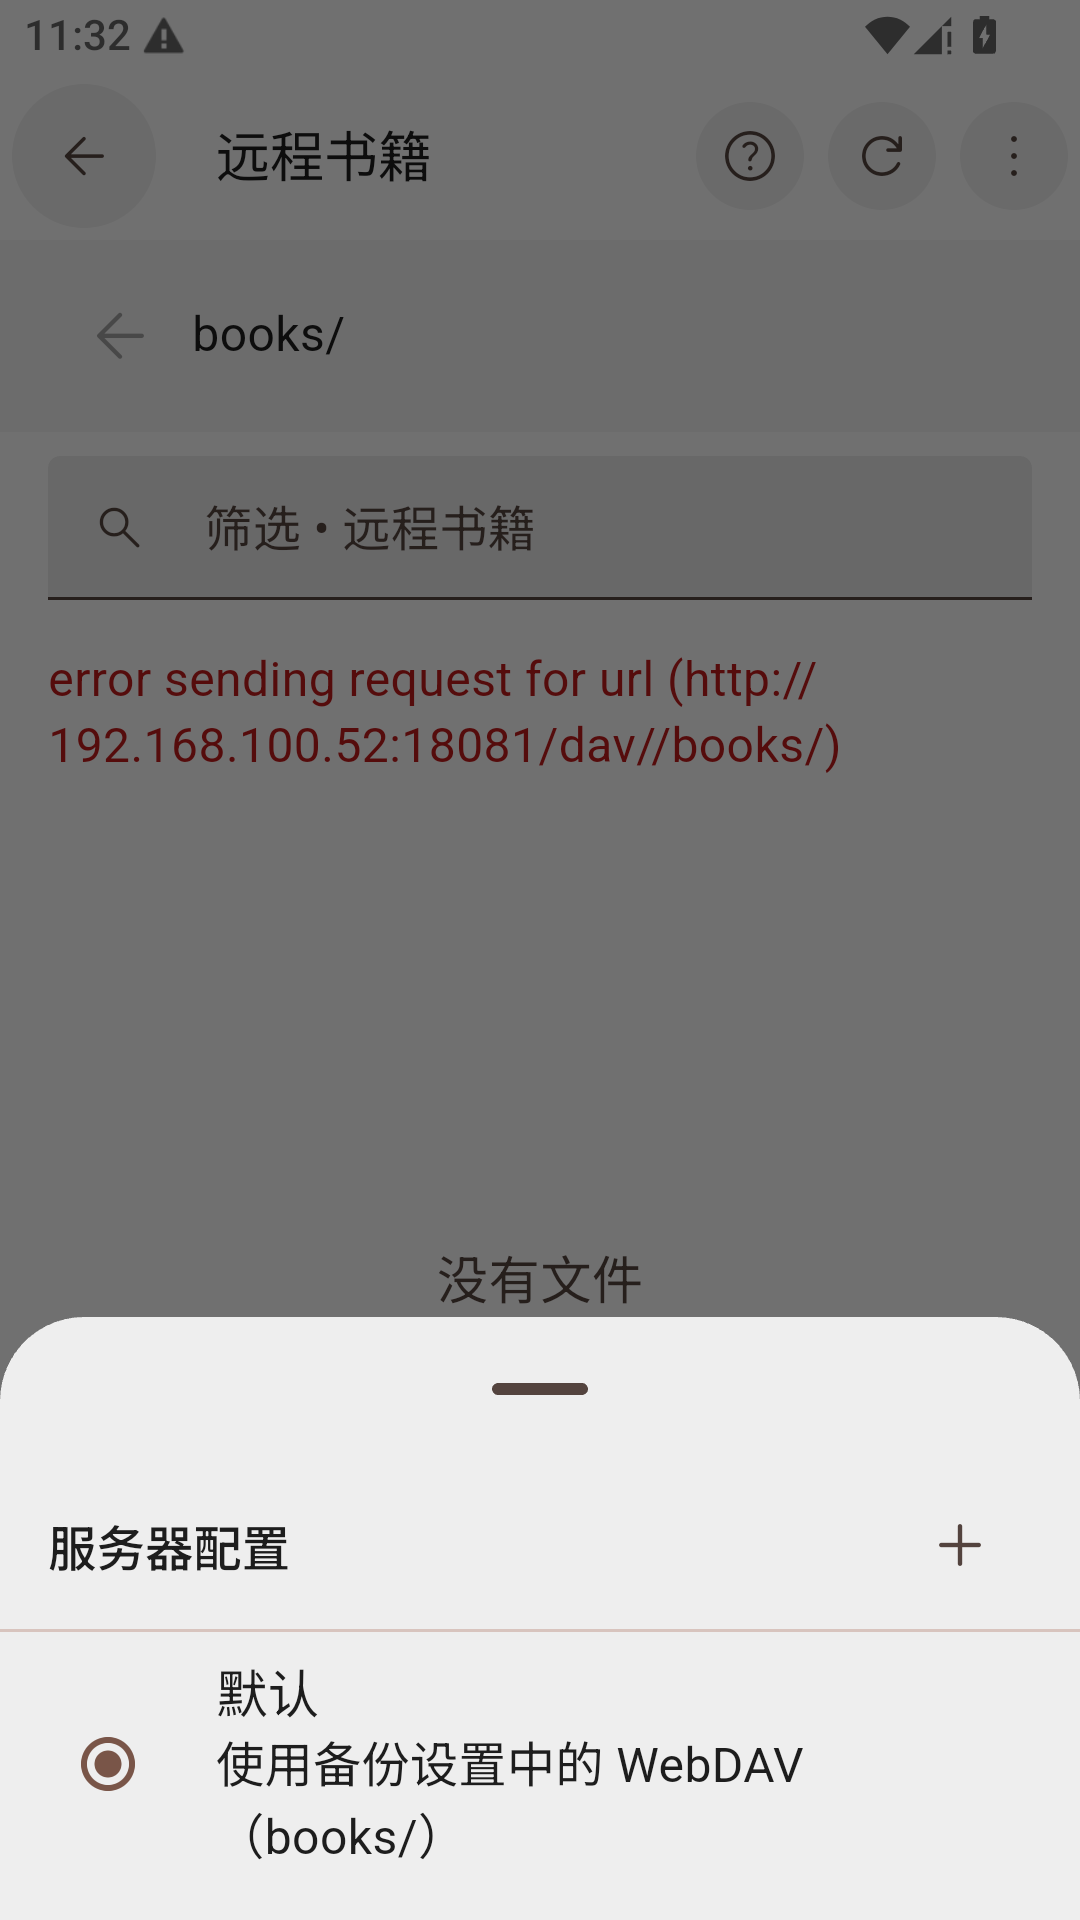 11:32
远程书籍
books/
筛选 • 远程书籍
error sending request for url (http://
192.168.100.52:18081/dav//books/)
没有文件
服务器配置
默认
使用备份设置中的 WebDAV
（books/）